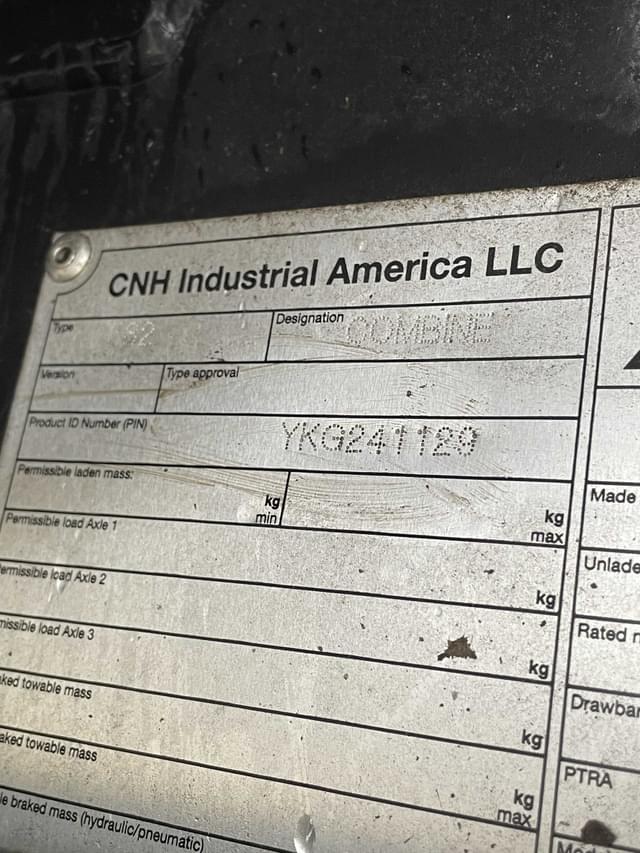 CNH Industrial America LLC
Type 92 Designation COMBINE
Version Type approval
Product ID Number (PIN) YKG241129
Permissible laden mass: kg min kg max
Permissible load Axle 1 kg
ermissible load Axle 2 kg
missible load Axle 3 kg
ked towable mass kg max
aked towable mass
le braked mass (hydraulic/pneumatic)
Made
Unlade
Rated r
Drawbar
PTRA
Mod